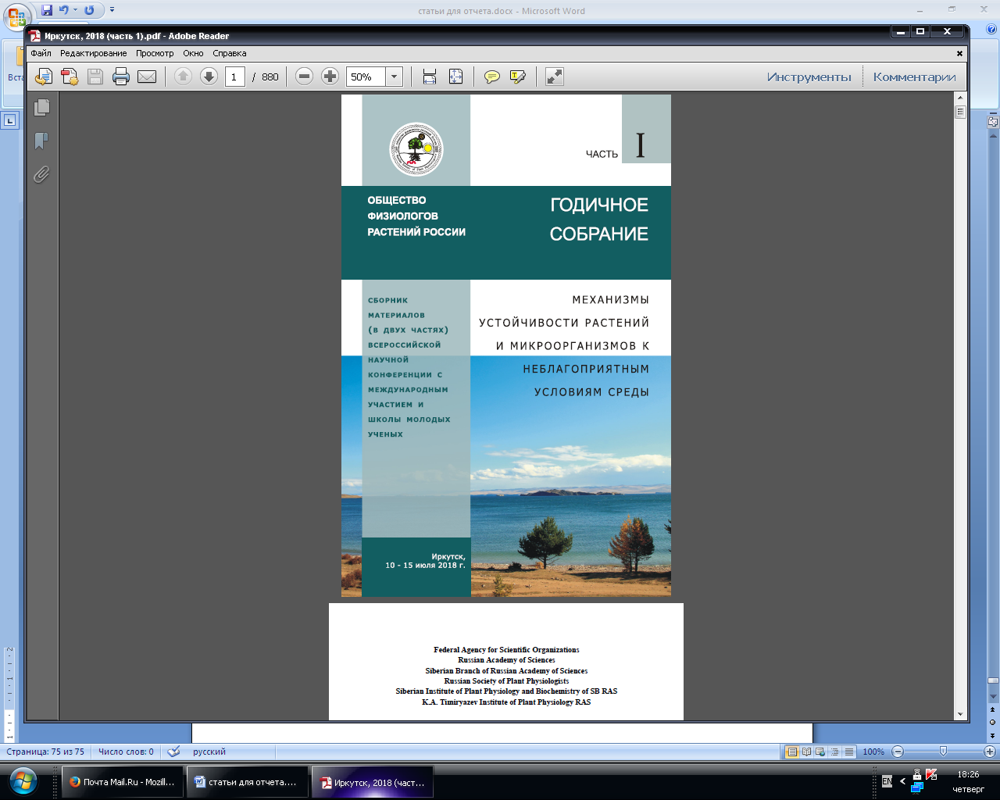 статьи для отчета.docx - Microsoft Word
Иркутск, 2018 (часть 1).pdf - Adobe Reader
Файл Редактирование Просмотр Окно Справка
Вста
1 / 880
50%
Инструменты
Комментарии
ЧАСТЬ I
ОБЩЕСТВО
ФИЗИОЛОГОВ
РАСТЕНИЙ РОССИИ
ГОДИЧНОЕ
СОБРАНИЕ
СБОРНИК
МАТЕРИАЛОВ
(В ДВУХ ЧАСТЯХ)
ВСЕРОССИЙСКОЙ
НАУЧНОЙ
КОНФЕРЕНЦИИ С
МЕЖДУНАРОДНЫМ
УЧАСТИЕМ И
ШКОЛЫ МОЛОДЫХ
УЧЕНЫХ
МЕХАНИЗМЫ
УСТОЙЧИВОСТИ РАСТЕНИЙ
И МИКРООРГАНИЗМОВ К
НЕБЛАГОПРИЯТНЫМ
УСЛОВИЯМ СРЕДЫ
Иркутск,
10 - 15 июля 2018 г.
Federal Agency for Scientific Organizations
Russian Academy of Sciences
Siberian Branch of Russian Academy of Sciences
Russian Society of Plant Physiologists
Siberian Institute of Plant Physiology and Biochemistry of SB RAS
K.A. Timiryazev Institute of Plant Physiology RAS
Страница: 75 из 75
Число слов: 0
русский
100%
Почта Mail.Ru - Mozill...
статьи для отчета....
Иркутск, 2018 (част...
EN
18:26
четверг